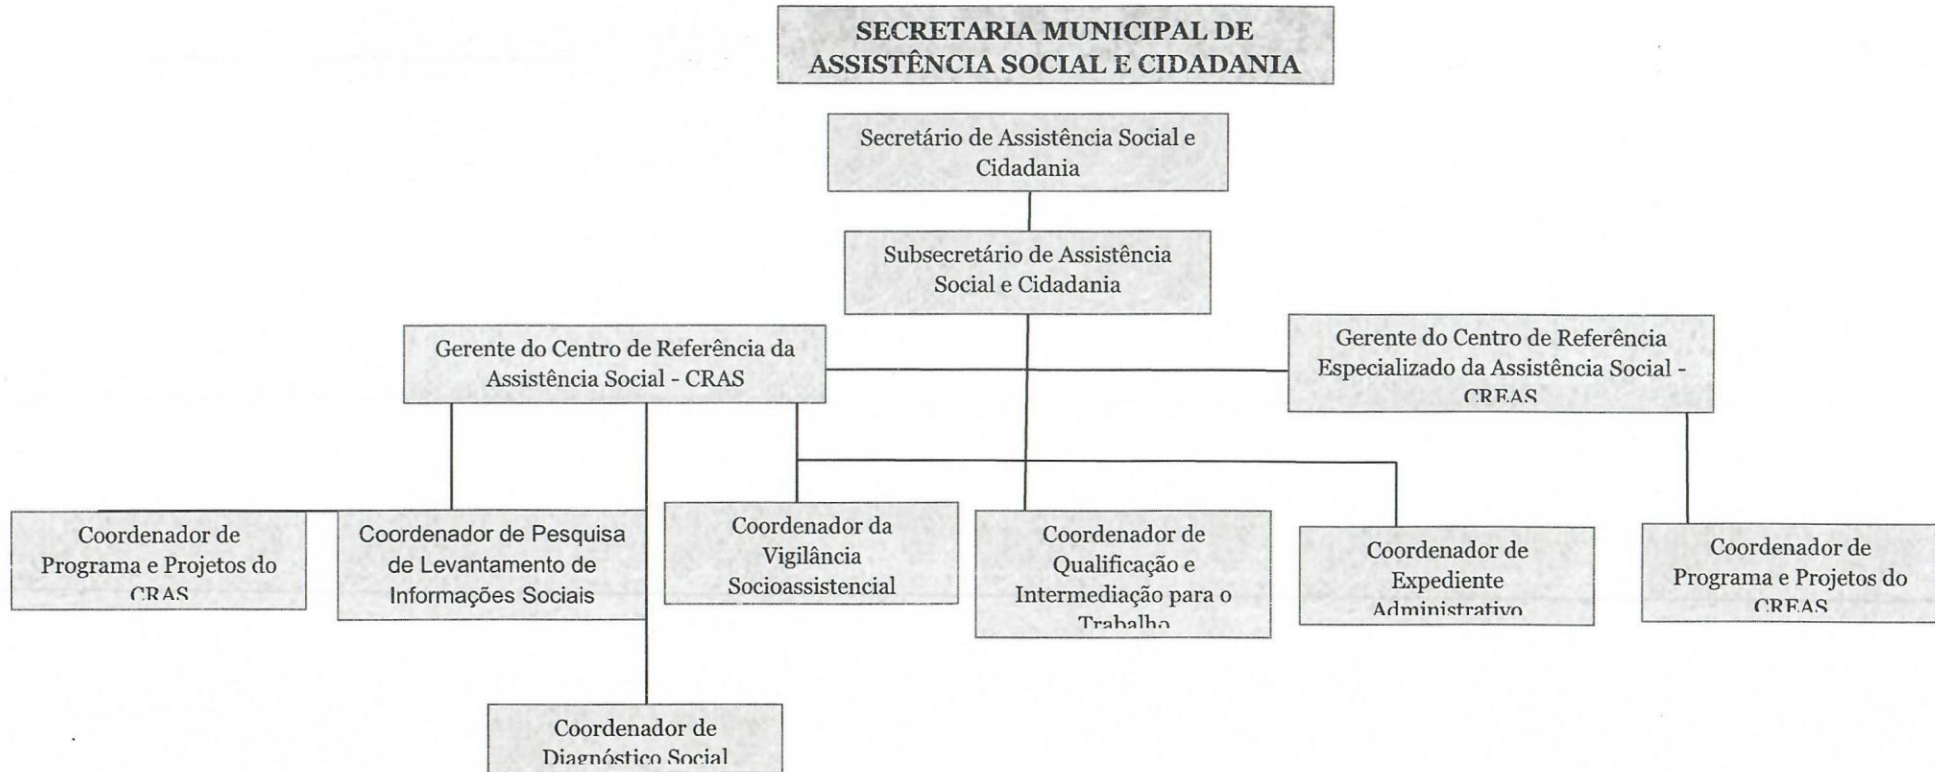 SECRETARIA MUNICIPAL DE
ASSISTÊNCIA SOCIAL E CIDADANIA
Secretário de Assistência Social e
Cidadania
Subsecretário de Assistência
Social e Cidadania
Gerente do Centro de Referência da
Assistência Social - CRAS
Gerente do Centro de Referência
Especializado da Assistência Social -
CREAS
Coordenador de
Programa e Projetos do
CRAS
Coordenador de Pesquisa
de Levantamento de
Informações Sociais
Coordenador da
Vigilância
Socioassistencial
Coordenador de
Qualificação e
Intermediação para o
Trabalho
Coordenador de
Expediente
Administrativo
Coordenador de
Programa e Projetos do
CREAS
Coordenador de
Diagnóstico Social